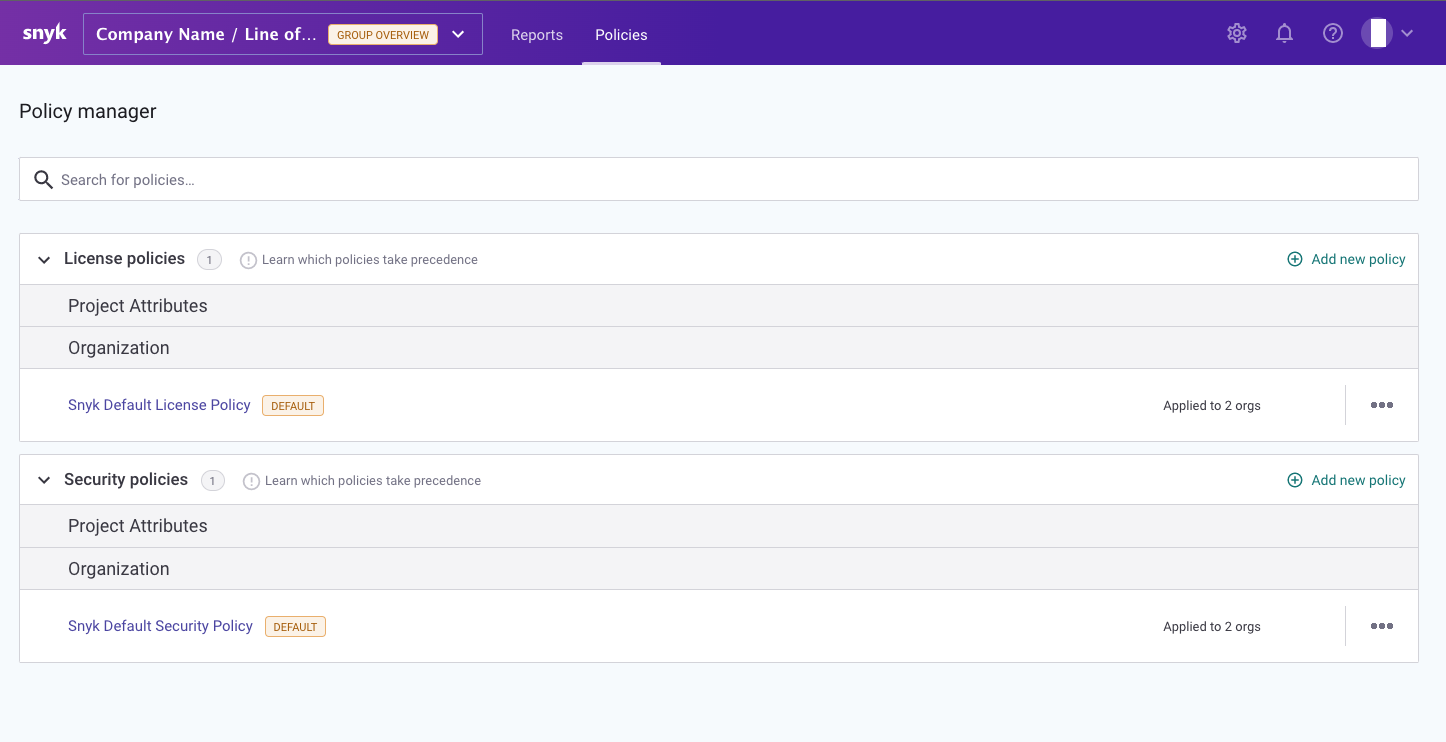 snyk Company Name / Line of... GROUP OVERVIEW Reports Policies
Policy manager
Search for policies...
License policies 1 Learn which policies take precedence Add new policy
Project Attributes
Organization
Snyk Default License Policy DEFAULT Applied to 2 orgs
Security policies 1 Learn which policies take precedence Add new policy
Project Attributes
Organization
Snyk Default Security Policy DEFAULT Applied to 2 orgs